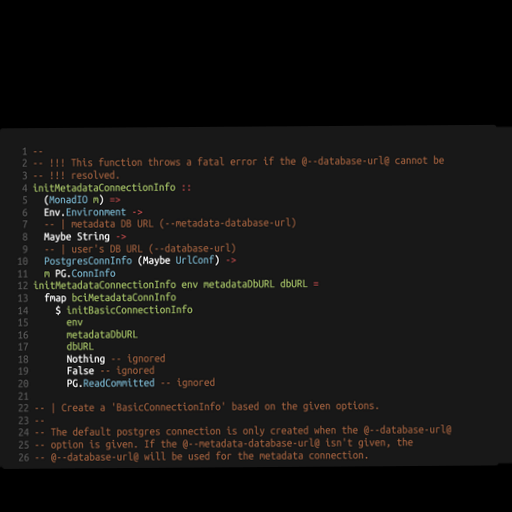 1 --
2 -- !!! This function throws a fatal error if the @--database-url@ cannot be
3 -- !!! resolved.
4 initMetadataConnectionInfo ::
5   (MonadIO m) =>
6   Env.Environment ->
7   -- | metadata DB URL (--metadata-database-url)
8   Maybe String ->
9   -- | user's DB URL (--database-url)
10   PostgresConnInfo (Maybe UrlConf) ->
11   m PG.ConnInfo
12 initMetadataConnectionInfo env metadataDbURL dbURL =
13   fmap bciMetadataConnInfo
14     $ initBasicConnectionInfo
15       env
16       metadataDbURL
17       dbURL
18       Nothing -- ignored
19       False -- ignored
20       PG.ReadCommitted -- ignored
21
22 -- | Create a 'BasicConnectionInfo' based on the given options.
23 --
24 -- The default postgres connection is only created when the @--database-url@
25 -- option is given. If the @--metadata-database-url@ isn't given, the
26 -- @--database-url@ will be used for the metadata connection.